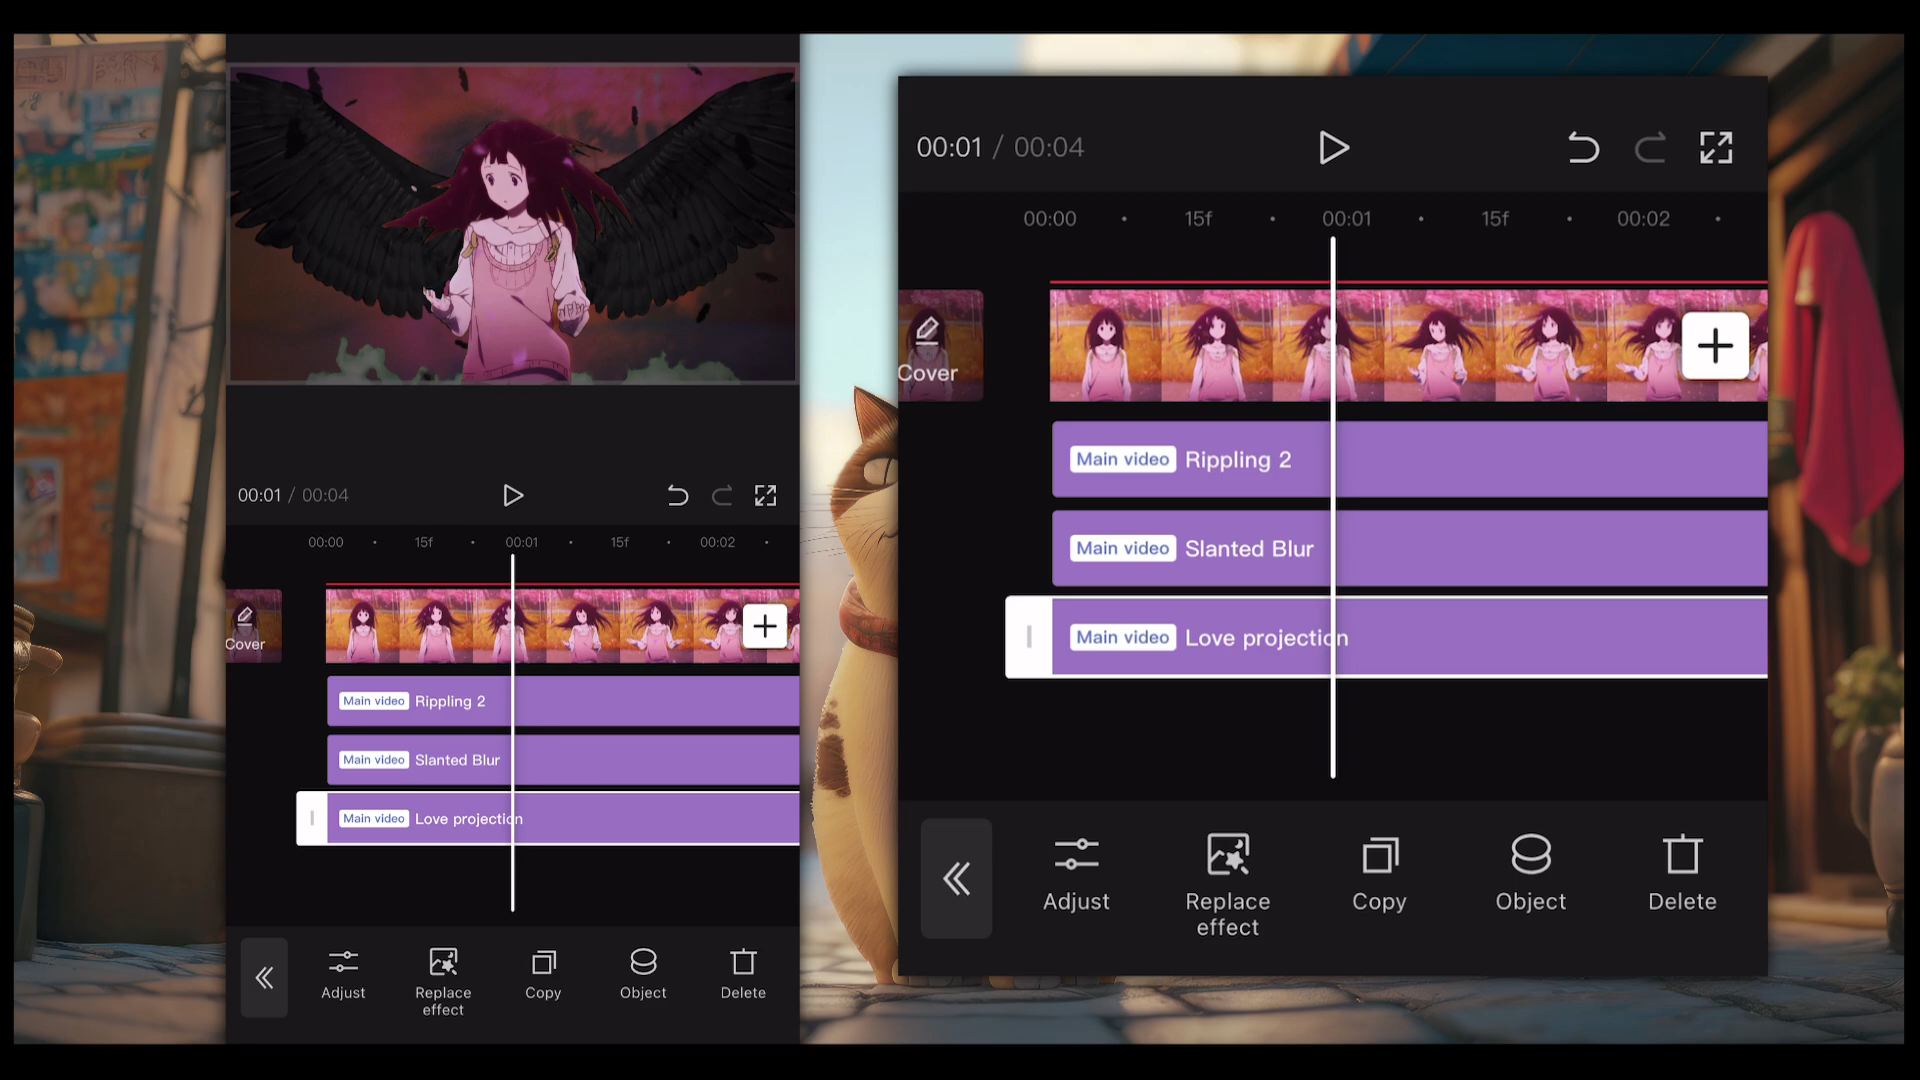 00:01 / 00:04
00:00 15f 00:01 15f 00:02
Cover
Main video Rippling 2
Main video Slanted Blur
Main video Love projection
Adjust Replace effect Copy Object Delete
00:01 / 00:04
00:00 15f 00:01 15f 00:02
Cover
Main video Rippling 2
Main video Slanted Blur
Main video Love projection
Adjust Replace effect Copy Object Delete